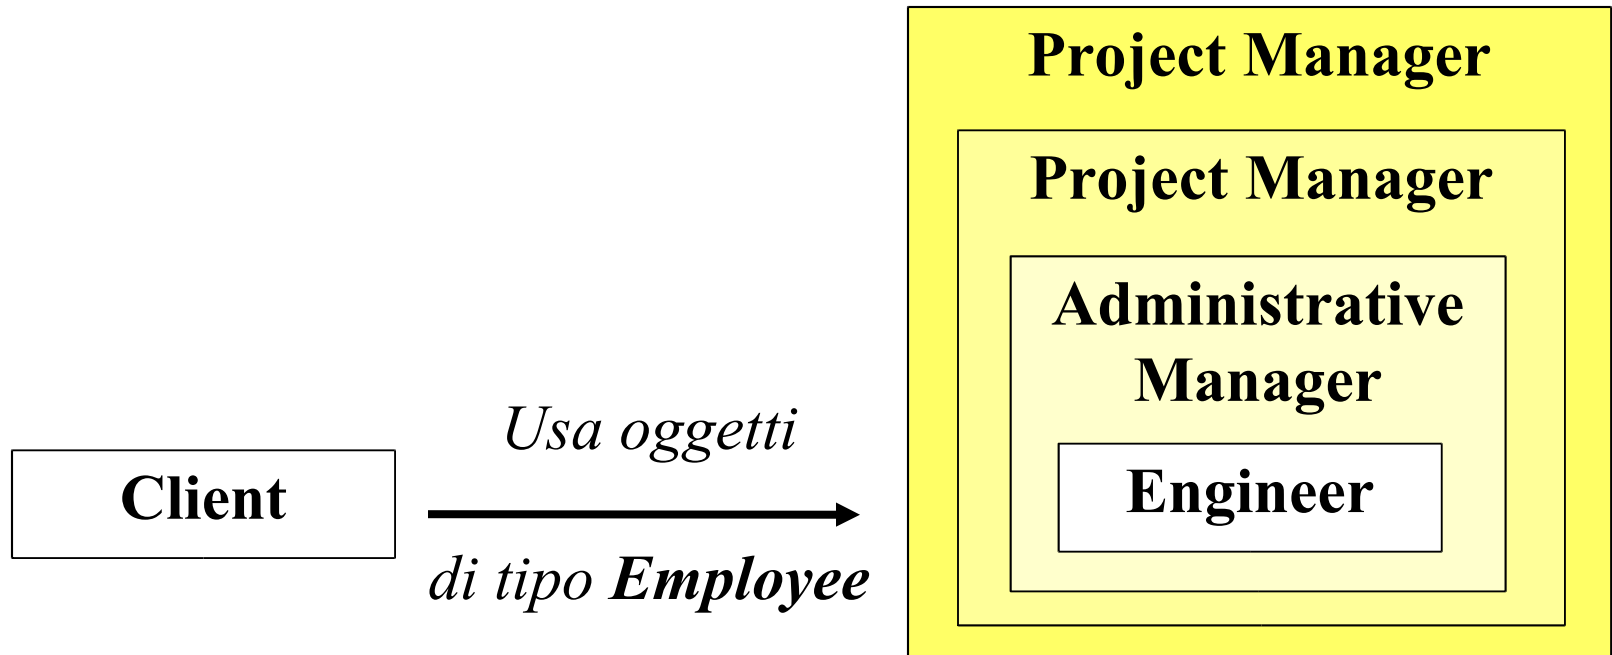 Project Manager
Project Manager
Administrative
Manager
Usa oggetti
Client
Engineer
di tipo Employee